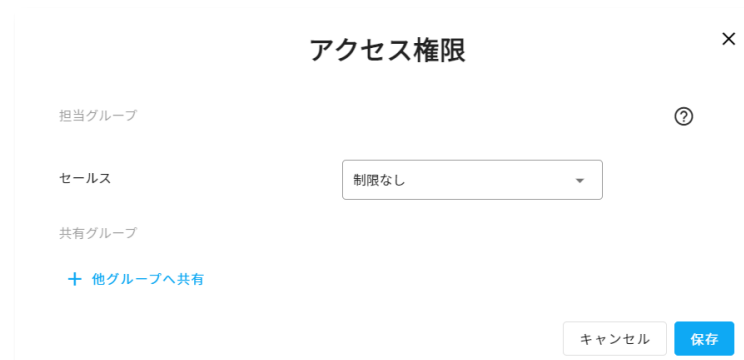 アクセス権限
担当グループ
セールス
制限なし
共有グループ
+ 他グループへ共有
キャンセル
保存